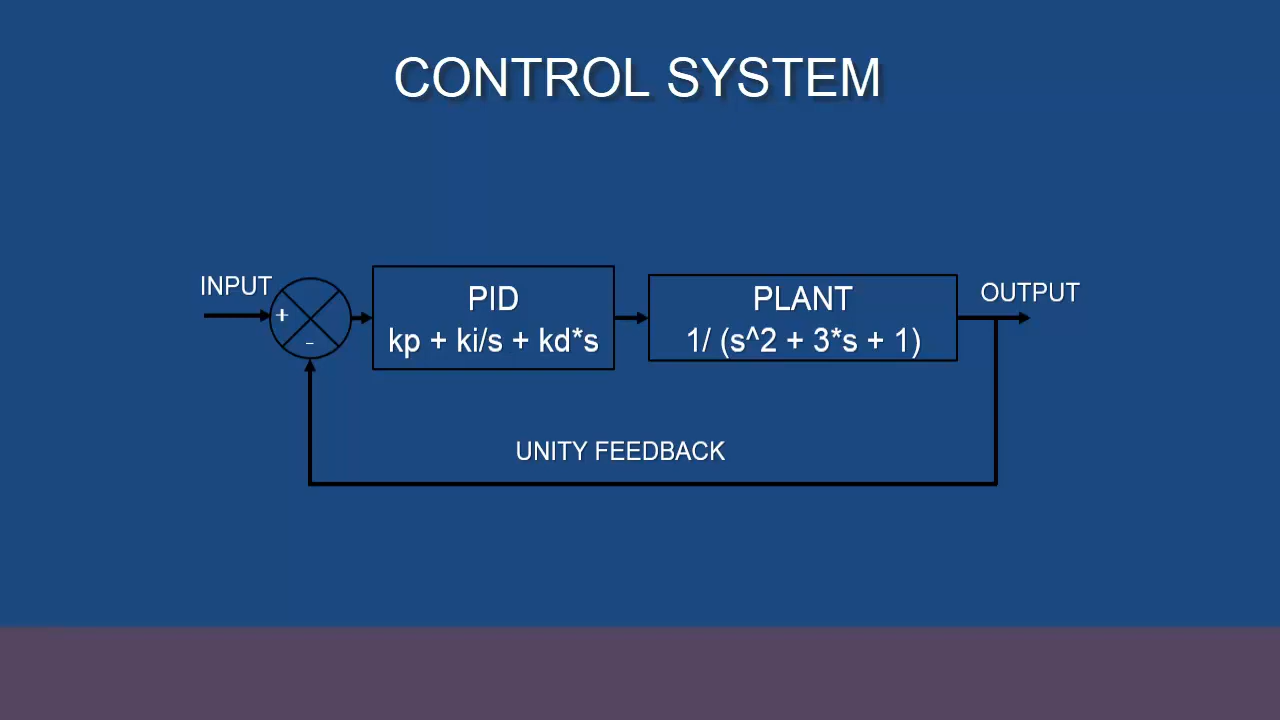 CONTROL SYSTEM
INPUT
+
-
PID
kp + ki/s + kd*s
PLANT
1/ (s^2 + 3*s + 1)
OUTPUT
UNITY FEEDBACK